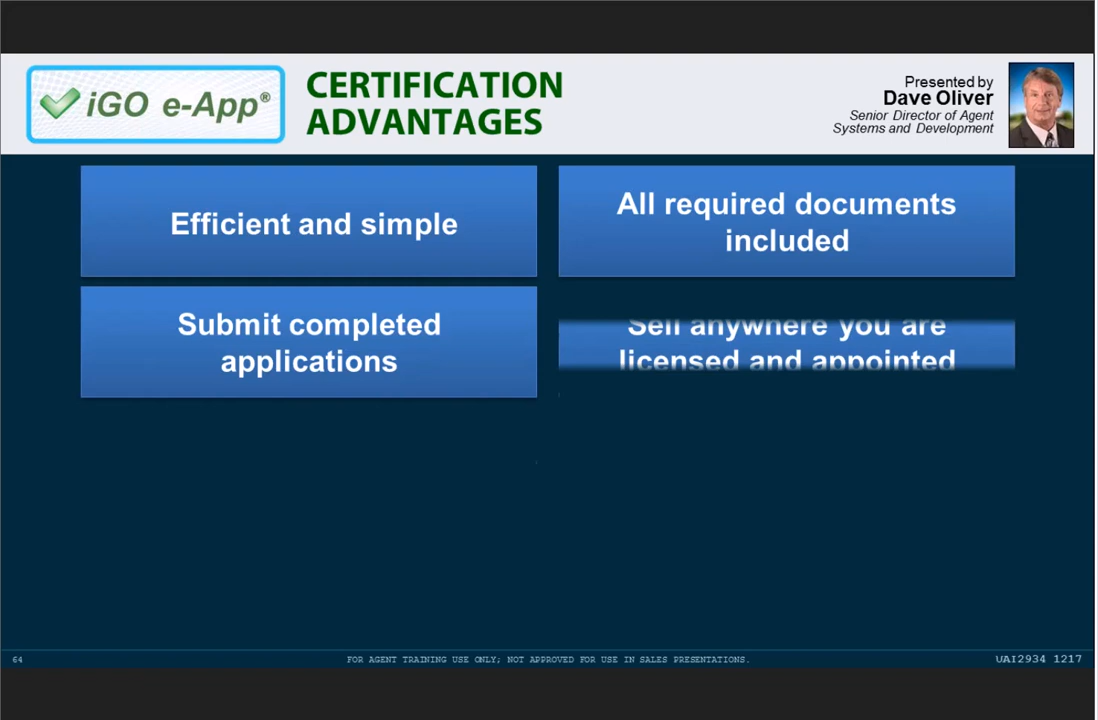 iGO e-App®
CERTIFICATION
ADVANTAGES
Presented by
Dave Oliver
Senior Director of Agent
Systems and Development
Efficient and simple
All required documents
included
Submit completed
applications
Sell anywhere you are
licensed and appointed
64
FOR AGENT TRAINING USE ONLY; NOT APPROVED FOR USE IN SALES PRESENTATIONS.
UAI2934 1217